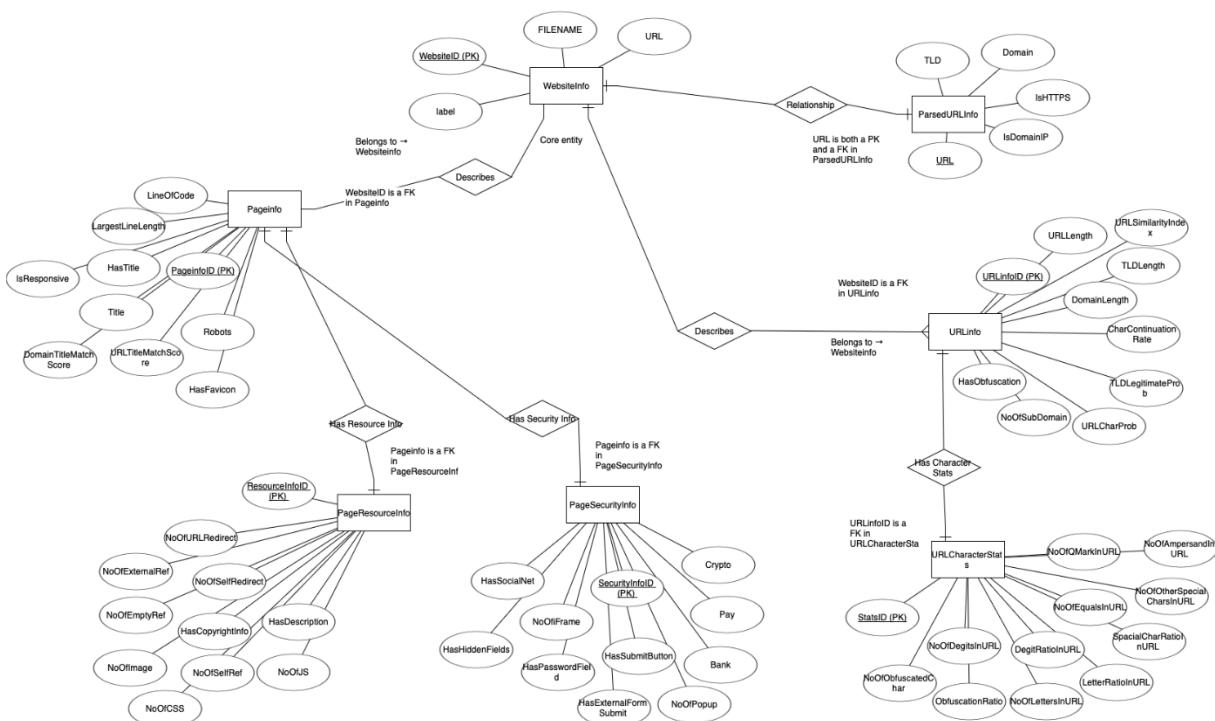 FILENAME
URL
WebsiteID (PK)
WebsiteInfo
label
Core entity
Relationship
TLD
Domain
ParsedURLInfo
IsHTTPS
IsDomainIP
URL
URL is both a PK
and a FK in
ParsedURLInfo
Belongs to →
Websiteinfo
Describes
WebsiteID is a FK
in Pageinfo
LineOfCode
Pageinfo
LargestLineLength
HasTitle
IsResponsive
PageinfoID (PK)
Title
Robots
DomainTitleMatch
Score
URLTitleMatchSco
re
HasFavicon
URLSimilarityInde
x
URLLength
WebsiteID is a FK
in URLinfo
URLinfoID (PK)
TLDLength
DomainLength
Describes
Belongs to →
Websiteinfo
URLinfo
CharContinuation
Rate
HasObfuscation
TLDLegitimatePro
b
NoOfSubDomain
URLCharProb
Has Resource Info
Has Security Info
Pageinfo is a FK
in
PageResourceInf
Pageinfo is a FK
in
PageSecurityInfo
Has Character
Stats
ResourceInfoID
(PK)
PageResourceInfo
PageSecurityInfo
NoOfURLRedirect
NoOfExternalRef
NoOfSelfRedirect
NoOfEmptyRef
HasCopyrightInfo
HasDescription
NoOfImage
NoOfSelfRef
NoOfJS
NoOfCSS
HasSocialNet
SecurityInfoID
(PK)
Crypto
NoOfiFrame
Pay
HasHiddenFields
HasPasswordFiel
d
HasSubmitButton
Bank
HasExternalForm
Submit
NoOfPopup
URLinfoID is a
FK in
URLCharacterSta
URLCharacterStat
s
NoOfQMarkInURL
NoOfAmpersandIn
URL
StatsID (PK)
NoOfOtherSpecial
CharsInURL
NoOfEqualsInURL
SpacialCharRatioI
nURL
NoOfDegitsInURL
DegitRatioInURL
NoOfObfuscatedC
har
LetterRatioInURL
ObfuscationRatio
NoOfLettersInURL